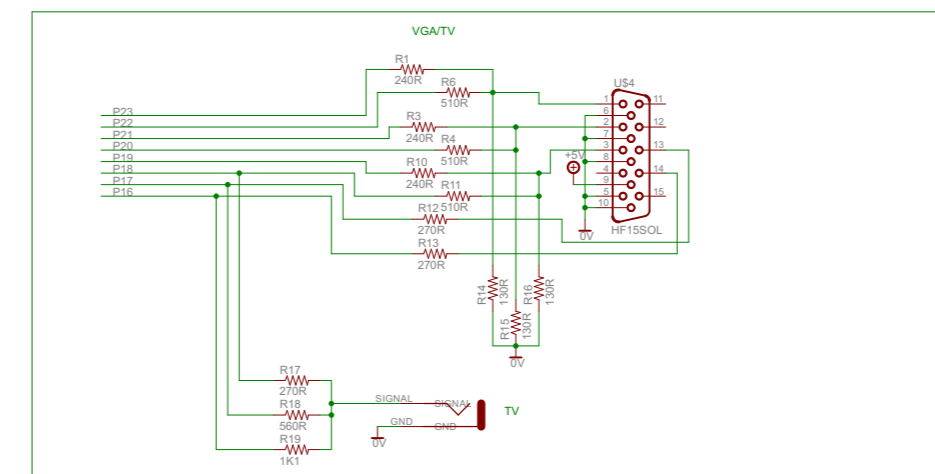 VGA/TV
R1
240R
R6
510R
U$4
P23
P22
P21
P20
P19
P18
P17
P16
R3
240R
R4
510R
R10
240R
R11
510R
R12
270R
R13
270R
+5V
1
6
2
7
3
8
4
9
5
10
11
12
13
14
15
0V
HF15SOL
R14
130R
R15
130R
R16
130R
0V
R17
270R
R18
560R
R19
1K1
SIGNAL
SIGNAL
GND
GND
0V
TV